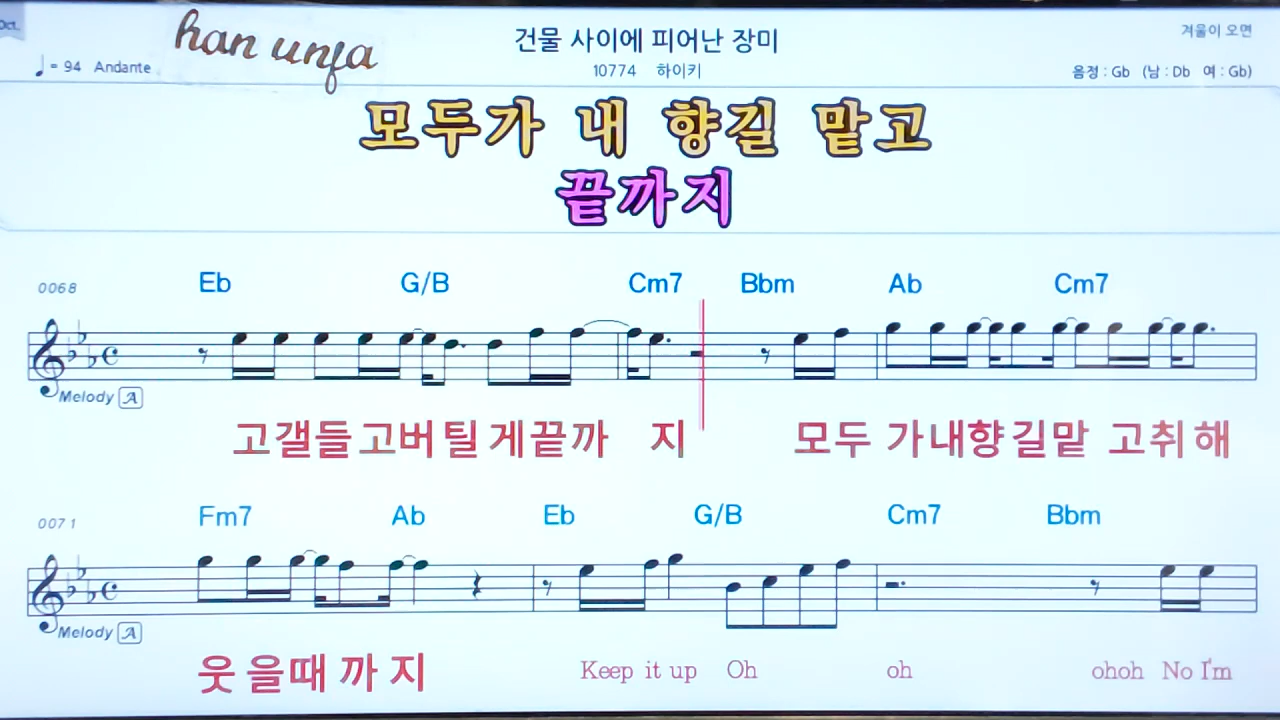 Oct.
han unfa
건물 사이에 피어난 장미
겨울이 오면
♩= 94 Andante
10774 하이키
음정 : Gb (남 : Db 여 : Gb)
모두가 내 향길 맡고
끝까지
0068
Eb G/B Cm7 Bbm Ab Cm7
Melody A
고갤들고버틸게끝까 지 모두 가내향길맡 고취해
0071
Fm7 Ab Eb G/B Cm7 Bbm
Melody A
웃을때까지 Keep it up Oh oh ohoh No I'm